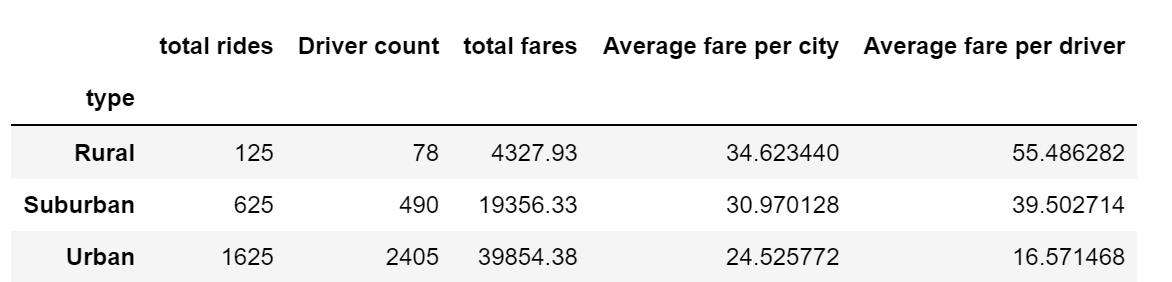 total rides Driver count total fares Average fare per city Average fare per driver
type
Rural 125 78 4327.93 34.623440 55.486282
Suburban 625 490 19356.33 30.970128 39.502714
Urban 1625 2405 39854.38 24.525772 16.571468